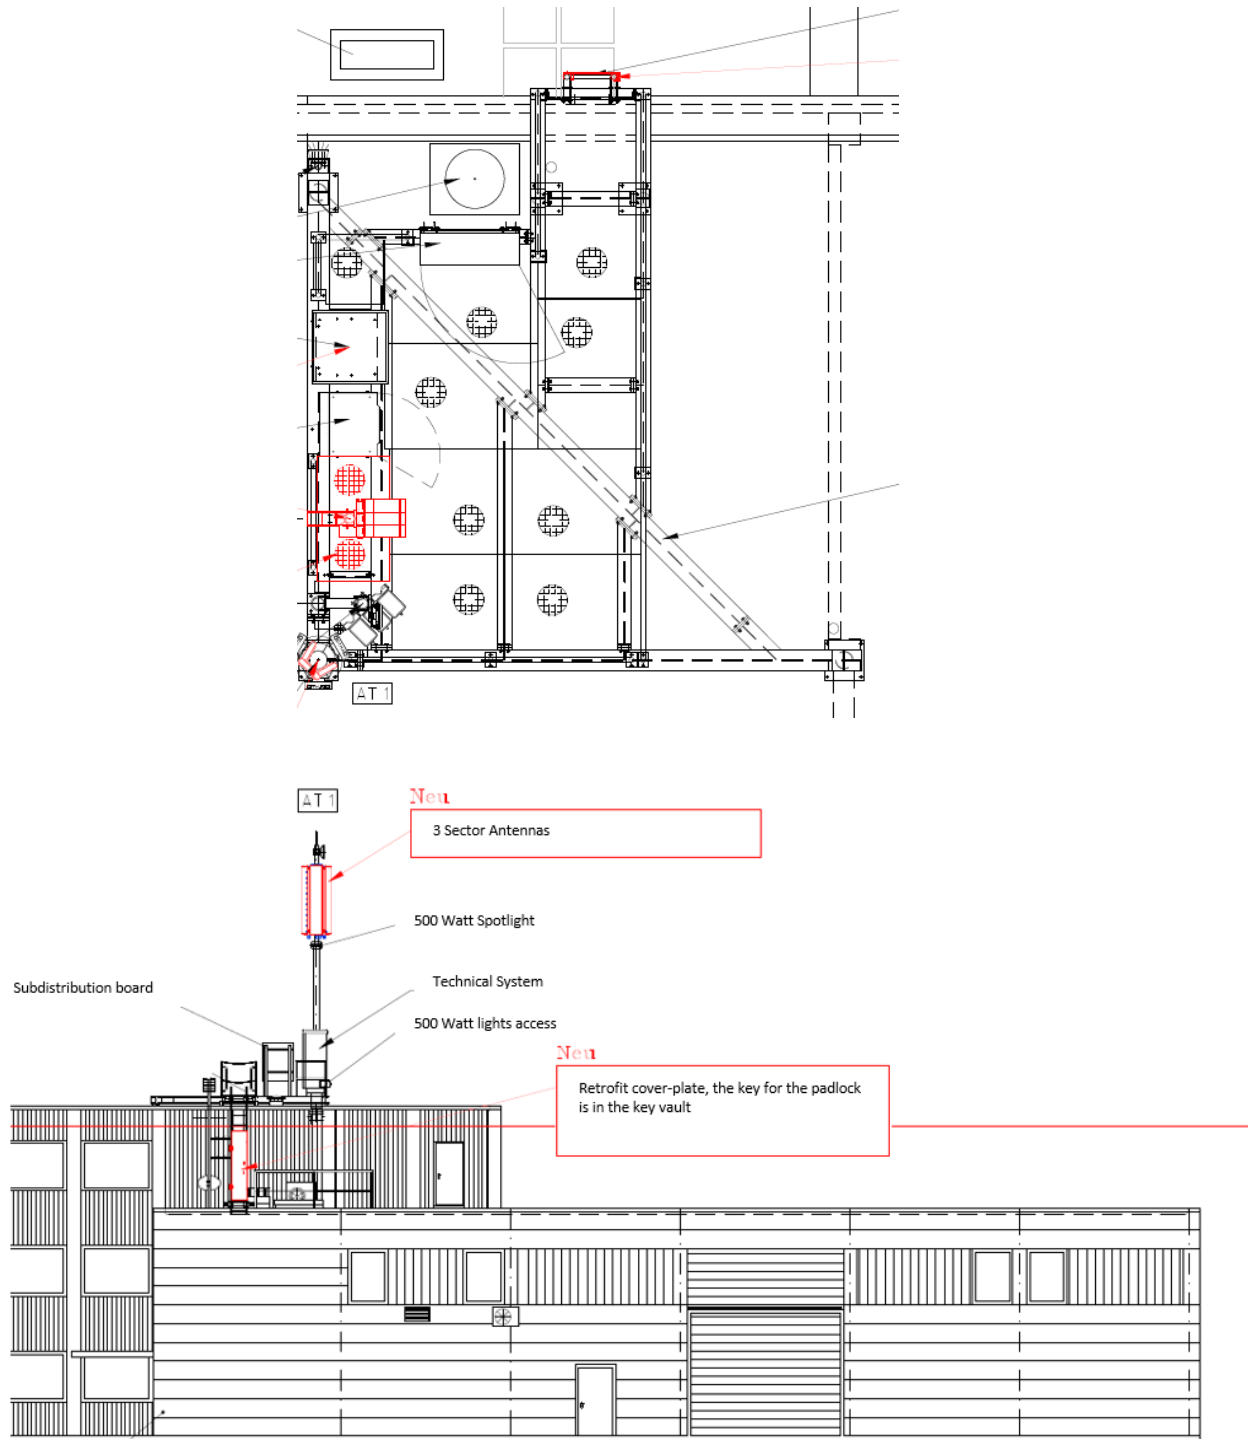 AT 1
AT 1
Neu
3 Sector Antennas
500 Watt Spotlight
Subdistribution board
Technical System
500 Watt lights access
Neu
Retrofit cover-plate, the key for the padlock
is in the key vault